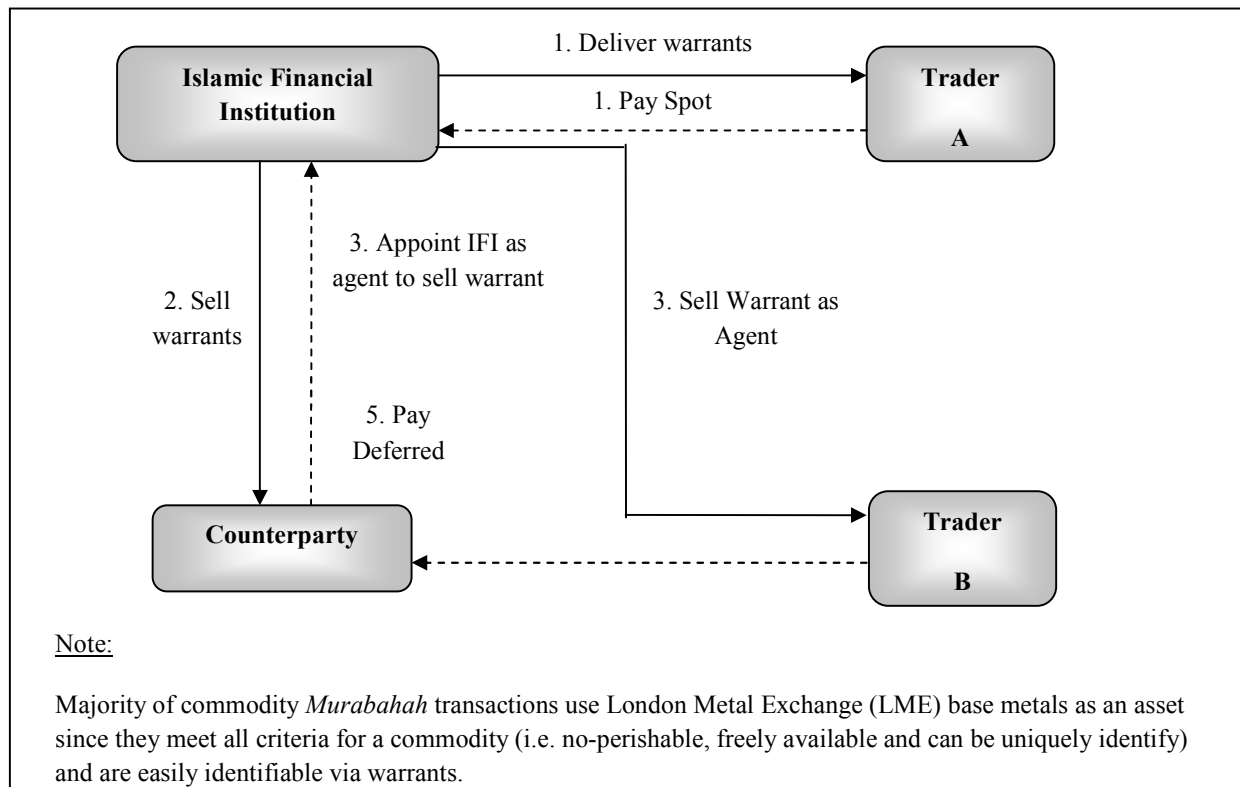 1. Deliver warrants
Islamic Financial
Institution
Trader
A
1. Pay Spot
3. Appoint IFI as
agent to sell warrant
2. Sell
warrants
3. Sell Warrant as
Agent
5. Pay
Deferred
Counterparty
Trader
B
Note:
Majority of commodity Murabahah transactions use London Metal Exchange (LME) base metals as an asset
since they meet all criteria for a commodity (i.e. no-perishable, freely available and can be uniquely identify)
and are easily identifiable via warrants.